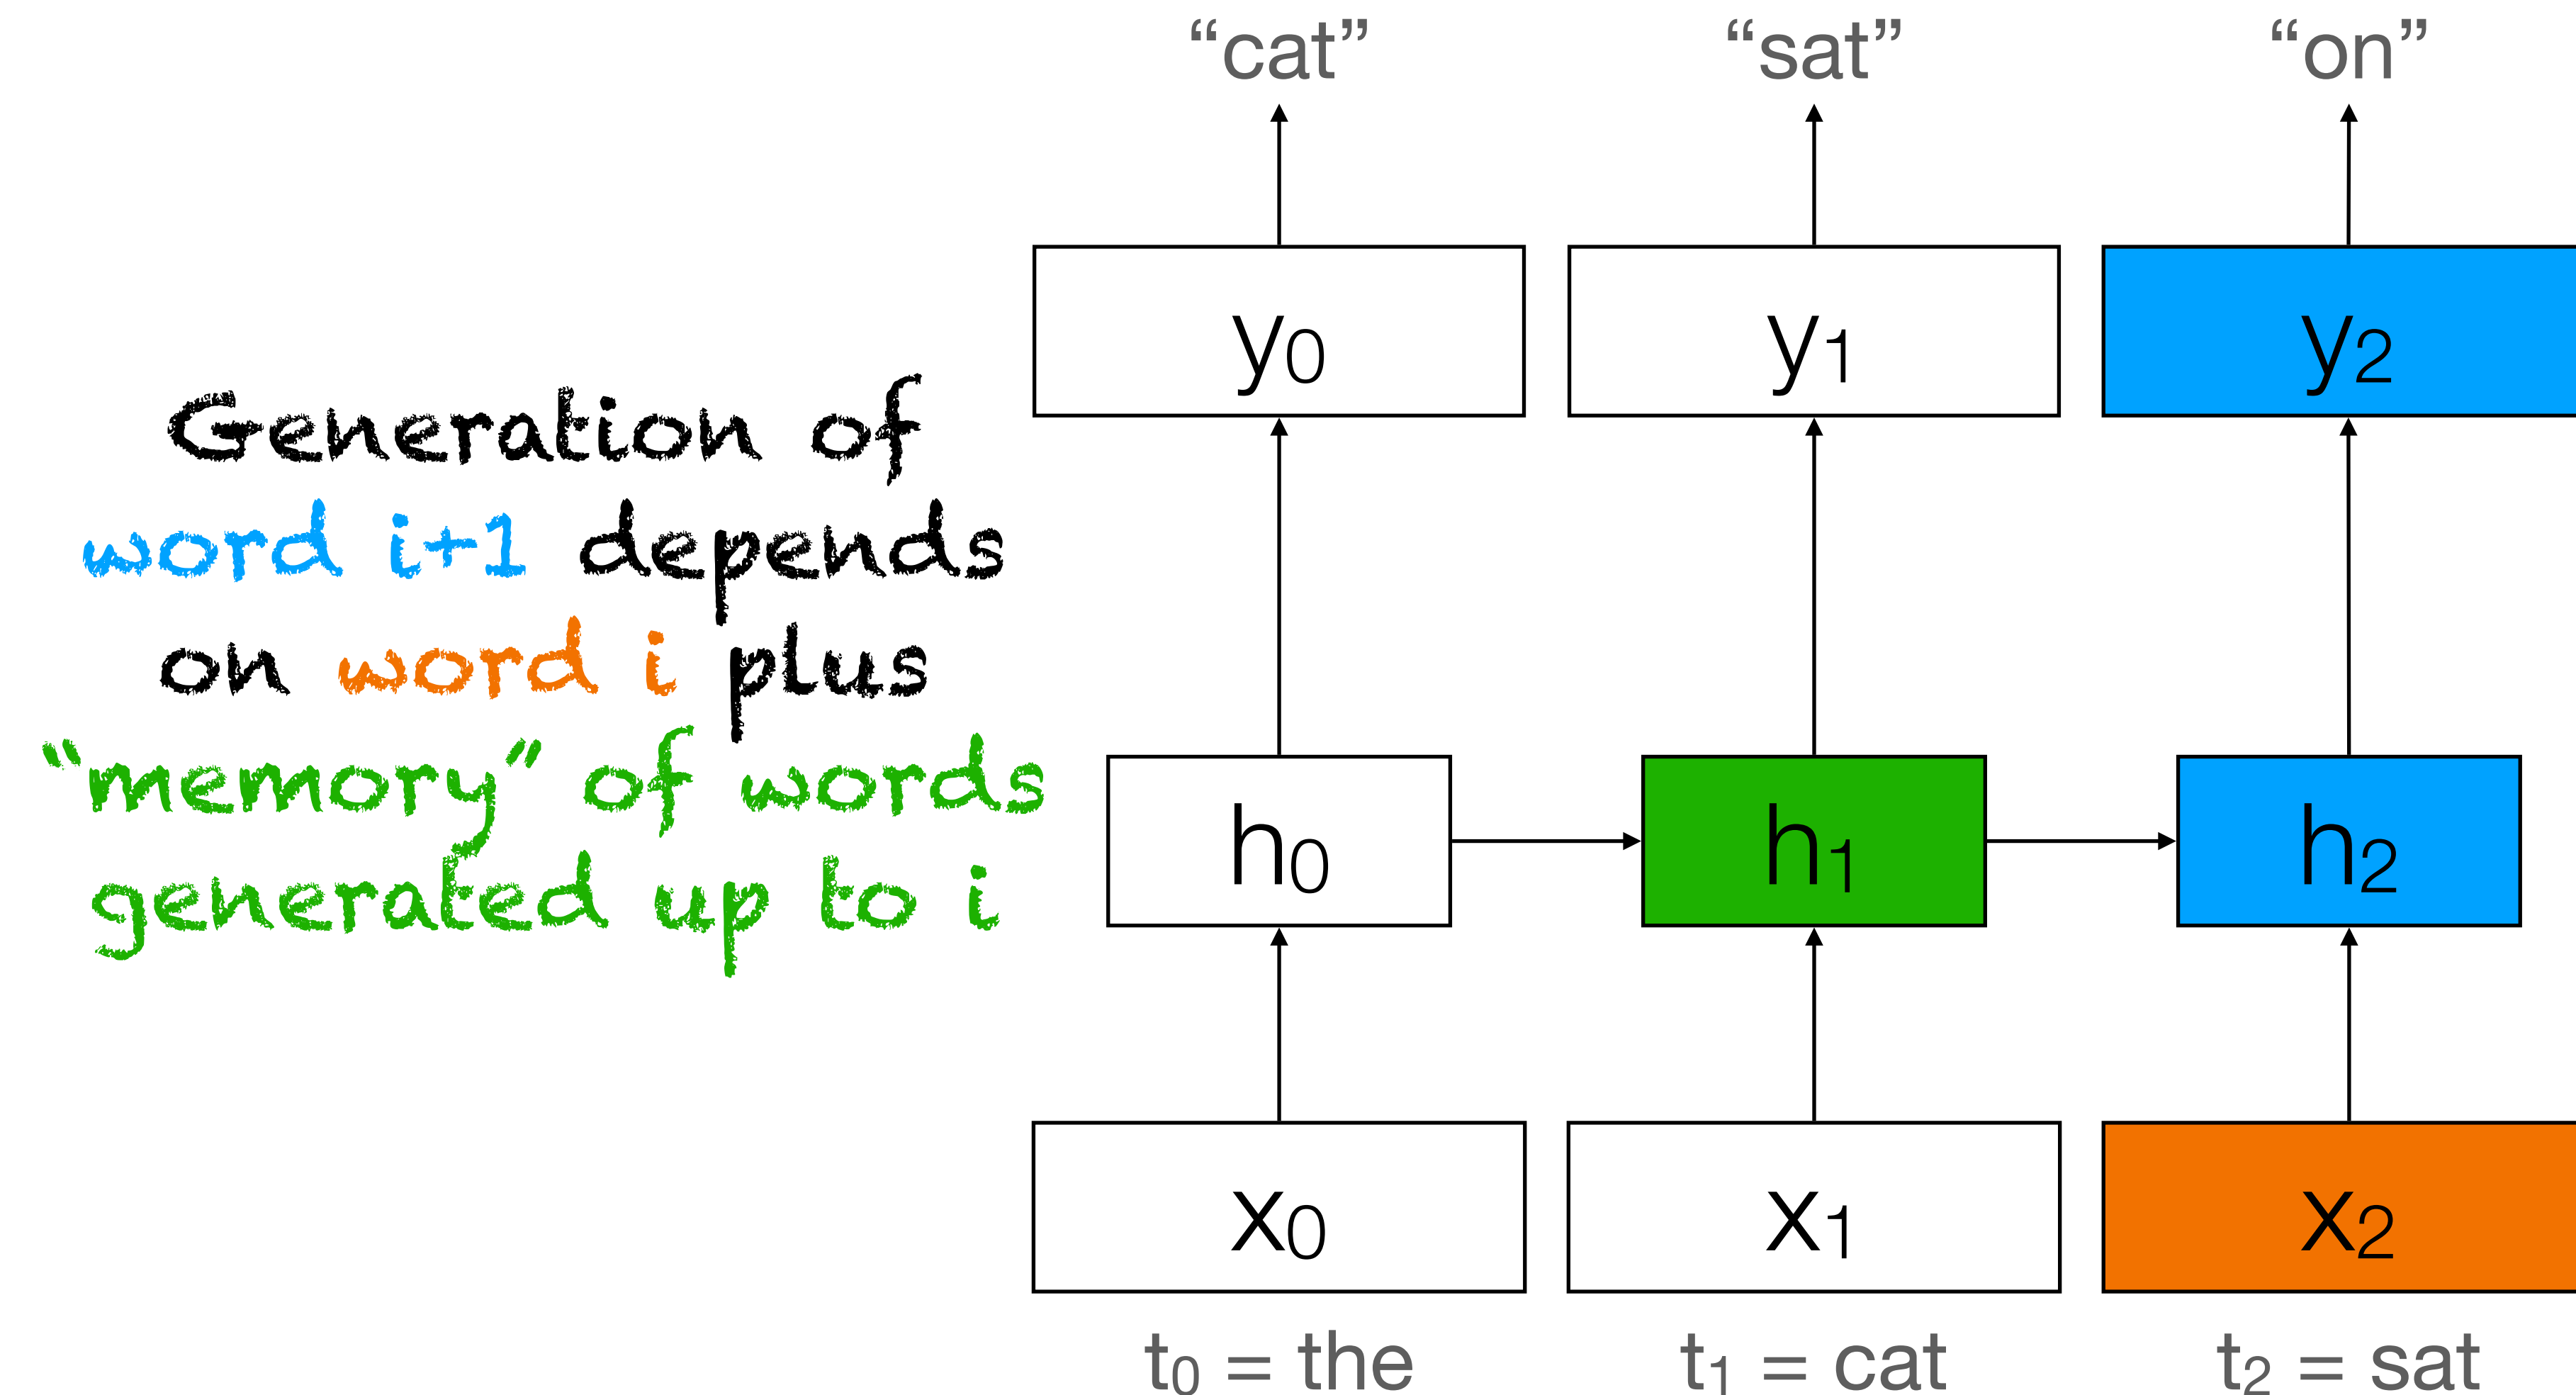 “cat” “sat” “on”
y₀ y₁ y₂
Generation of
word i+1 depends
on word i plus
“memory” of words
generated up to i
h₀ h₁ h₂
x₀ x₁ x₂
t₀ = the t₁ = cat t₂ = sat